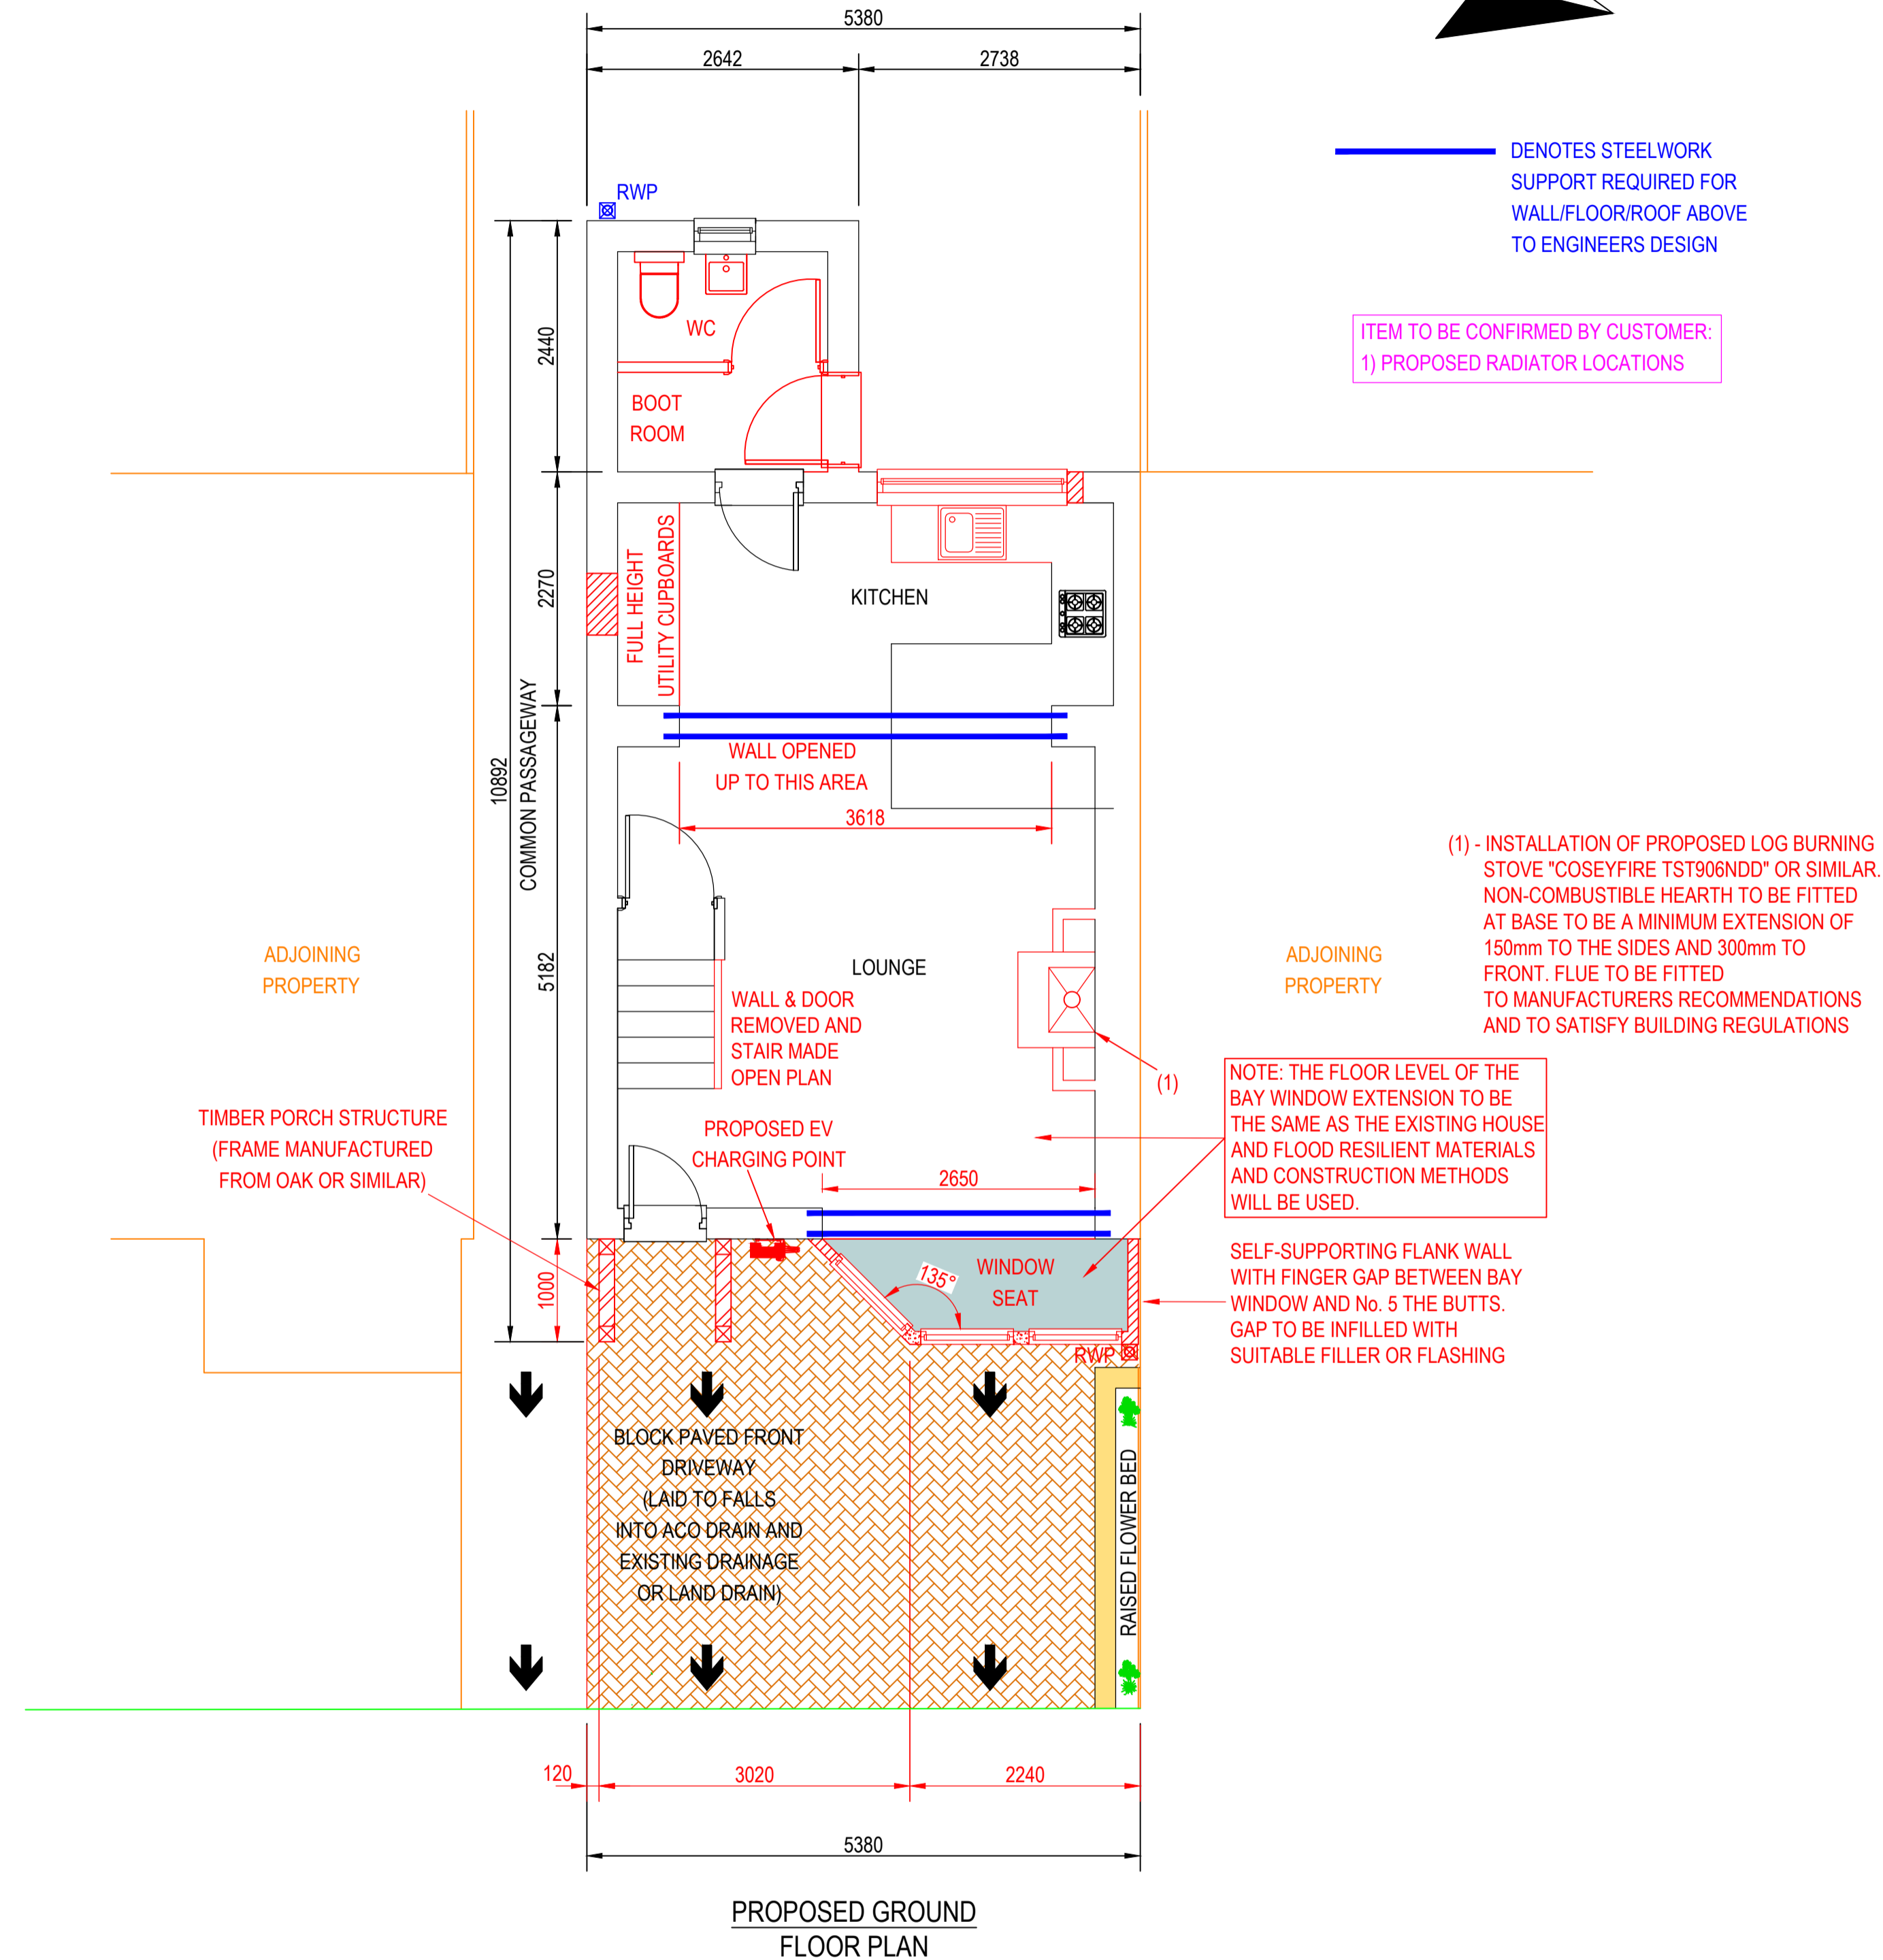 5380
2642
2738
DENOTES STEELWORK
SUPPORT REQUIRED FOR
WALL/FLOOR/ROOF ABOVE
TO ENGINEERS DESIGN
RWP
ITEM TO BE CONFIRMED BY CUSTOMER:
1) PROPOSED RADIATOR LOCATIONS
2440
WC
BOOT
ROOM
2270
FULL HEIGHT
UTILITY CUPBOARDS
KITCHEN
10892
COMMON PASSAGEWAY
WALL OPENED
UP TO THIS AREA
3618
(1) - INSTALLATION OF PROPOSED LOG BURNING
STOVE "COSEYFIRE TST906NDD" OR SIMILAR.
NON-COMBUSTIBLE HEARTH TO BE FITTED
AT BASE TO BE A MINIMUM EXTENSION OF
150mm TO THE SIDES AND 300mm TO
FRONT. FLUE TO BE FITTED
TO MANUFACTURERS RECOMMENDATIONS
AND TO SATISFY BUILDING REGULATIONS
ADJOINING
PROPERTY
5182
LOUNGE
ADJOINING
PROPERTY
WALL & DOOR
REMOVED AND
STAIR MADE
OPEN PLAN
(1)
NOTE: THE FLOOR LEVEL OF THE
BAY WINDOW EXTENSION TO BE
THE SAME AS THE EXISTING HOUSE
AND FLOOD RESILIENT MATERIALS
AND CONSTRUCTION METHODS
WILL BE USED.
TIMBER PORCH STRUCTURE
(FRAME MANUFACTURED
FROM OAK OR SIMILAR)
PROPOSED EV
CHARGING POINT
2650
1000
135°
WINDOW
SEAT
SELF-SUPPORTING FLANK WALL
WITH FINGER GAP BETWEEN BAY
WINDOW AND No. 5 THE BUTTS.
GAP TO BE INFILLED WITH
SUITABLE FILLER OR FLASHING
RWP
BLOCK PAVED FRONT
DRIVEWAY
(LAID TO FALLS
INTO ACO DRAIN AND
EXISTING DRAINAGE
OR LAND DRAIN)
RAISED FLOWER BED
120
3020
2240
5380
PROPOSED GROUND
FLOOR PLAN